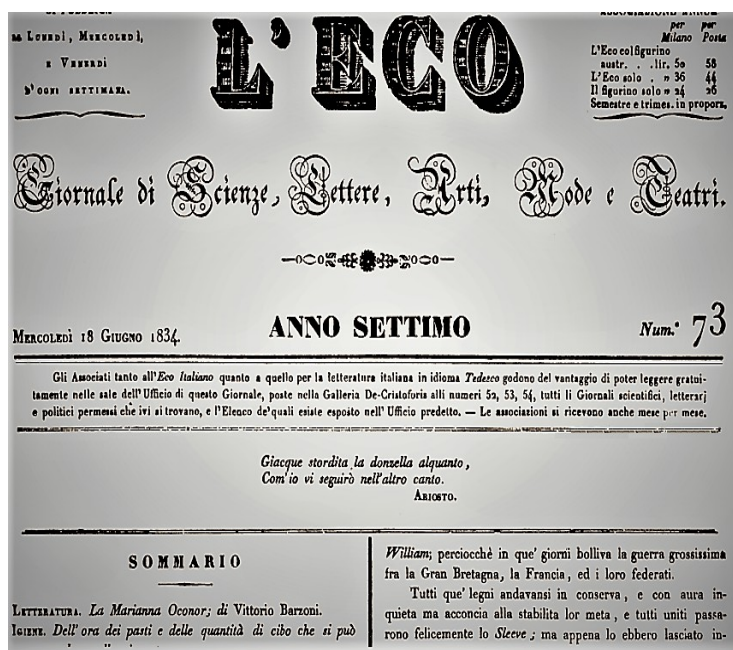 L'ECO
da Lunedì, Mercoledì,
e Venerdì
d'ogni settimana.
per per
Milano Posta
L'Eco col figurino
austr. . . lir. 50 58
L'Eco solo . » 36 44
Il figurino solo » 24 26
Semestre e trimes. in propors.
Giornale di Scienze, Lettere, Arti, Mode e Teatri.
Mercoledì 18 Giugno 1834.
ANNO SETTIMO
Num.° 73
Gli Associati tanto all'Eco Italiano quanto a quello per la letteratura italiana in idioma Tedesco godono del vantaggio di poter leggere gratui-
tamente nelle sale dell'Ufficio di questo Giornale, poste nella Galleria De-Cristoforis alli numeri 52, 53, 54, tutti li Giornali scientifici, letterarj
e politici permessi che ivi si trovano, e l'Elenco de'quali esiste esposto nell'Ufficio predetto. — Le associazioni si ricevono anche mese per mese.
Giacque stordita la donzella alquanto,
Com'io vi seguirò nell'altro canto.
Ariosto.
SOMMARIO
Letteratura. La Marianna Oconor; di Vittorio Barzoni.
Igiene. Dell'ora dei pasti e delle quantità di cibo che si può
William; perciocchè in que' giorni bolliva la guerra grossissima
fra la Gran Bretagna, la Francia, ed i loro federati.
Tutti que' legni andavansi in conserva, e con aura in-
quieta ma acconcia alla stabilita lor meta, e tutti uniti passa-
rono felicemente lo Sleeve; ma appena lo ebbero lasciato in-